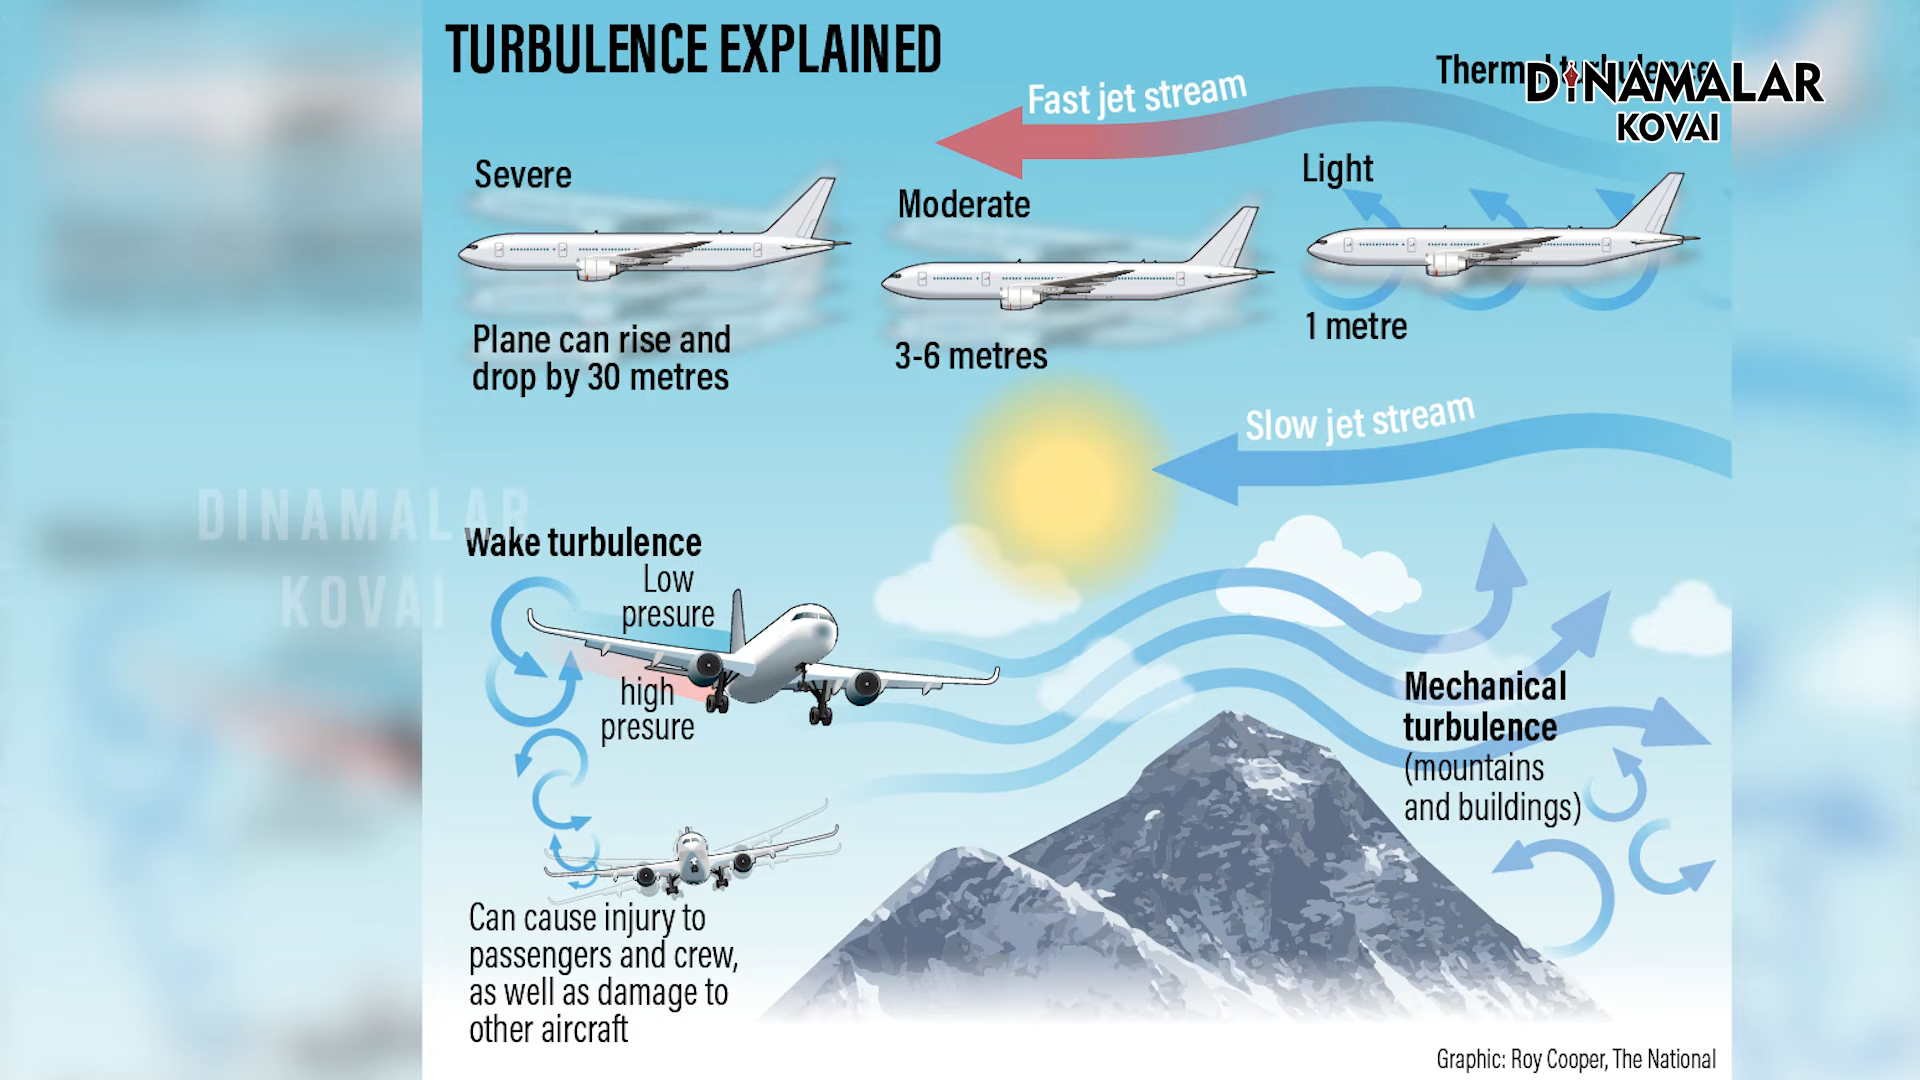 TURBULENCE EXPLAINED
DINAMALAR
KOVAI
Fast jet stream
Severe
Moderate
Light
Plane can rise and
drop by 30 metres
3-6 metres
1 metre
Slow jet stream
DINAMALAR
KOVAI
Wake turbulence
Low
presure
high
presure
Mechanical
turbulence
(mountains
and buildings)
Can cause injury to
passengers and crew,
as well as damage to
other aircraft
Graphic: Roy Cooper, The National